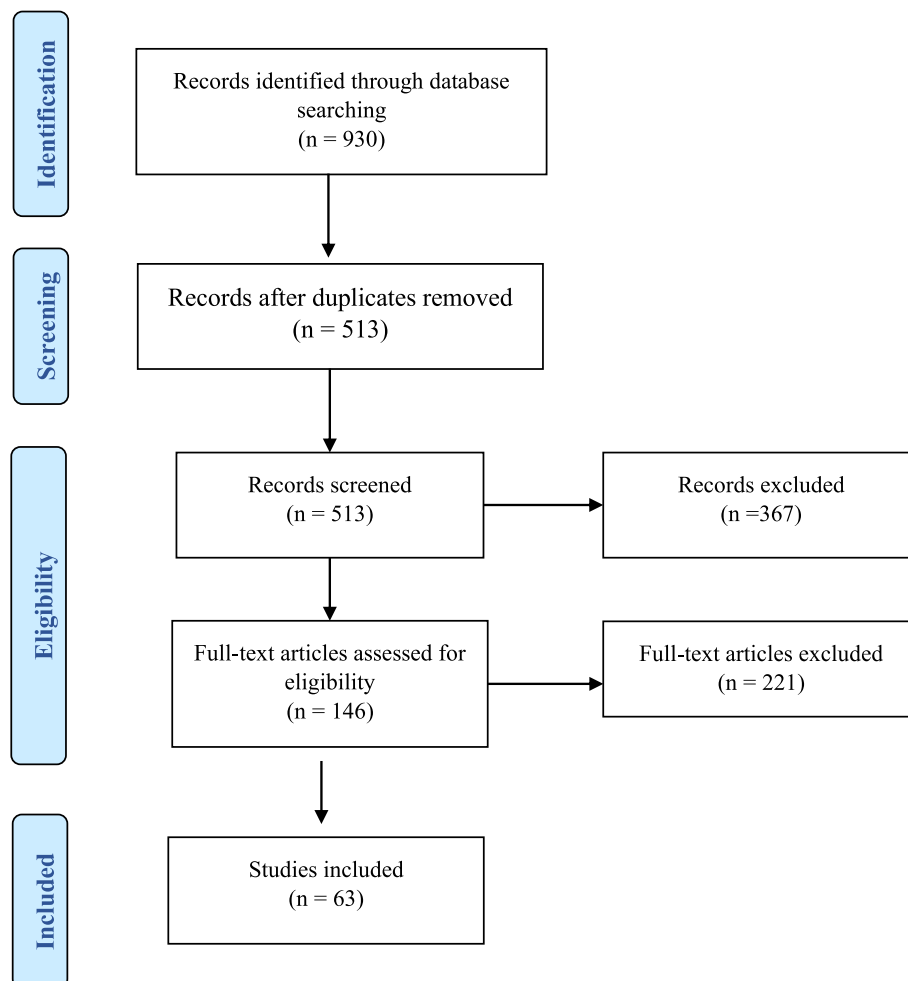 Identification
Records identified through database
searching
(n = 930)
Screening
Records after duplicates removed
(n = 513)
Eligibility
Records screened
(n = 513)
Records excluded
(n =367)
Full-text articles assessed for
eligibility
(n = 146)
Full-text articles excluded
(n = 221)
Included
Studies included
(n = 63)